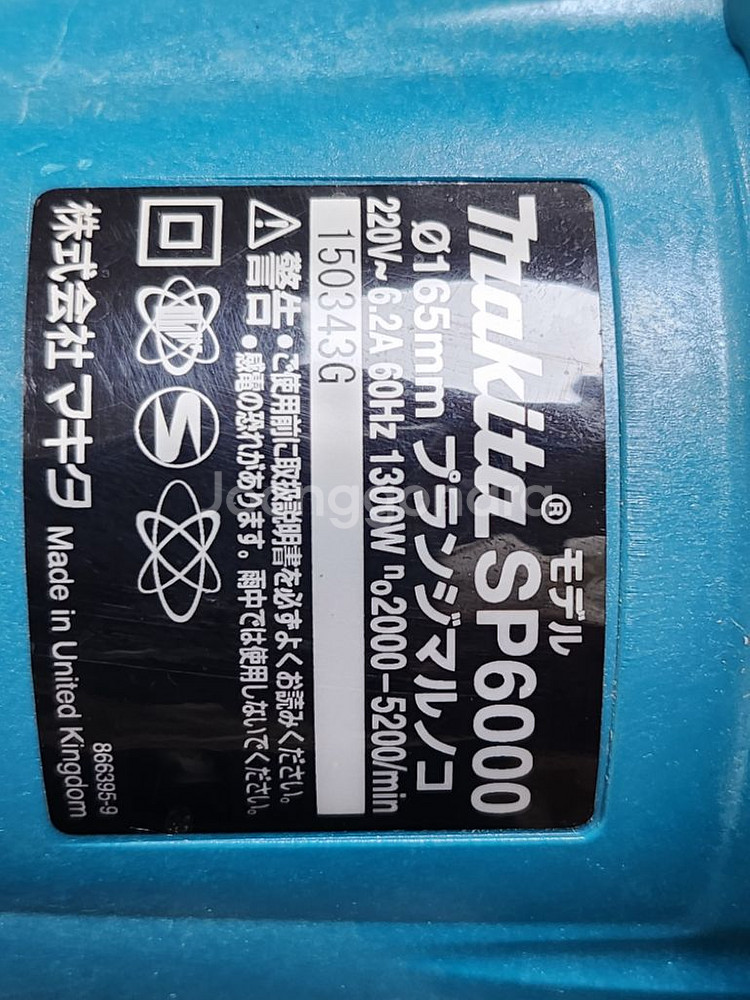 makita® モデル SP6000
Ø165mm プランジマルノコ
220V~ 6.2A 60Hz 1300W n₀2000-5200/min
150343G
警告 • ご使用前に取扱説明書を必ずよくお読みください。
• 感電の恐れがあります。雨中では使用しないでください。
S
866395-9
株式会社 マキタ Made in United Kingdom
Joonggonara